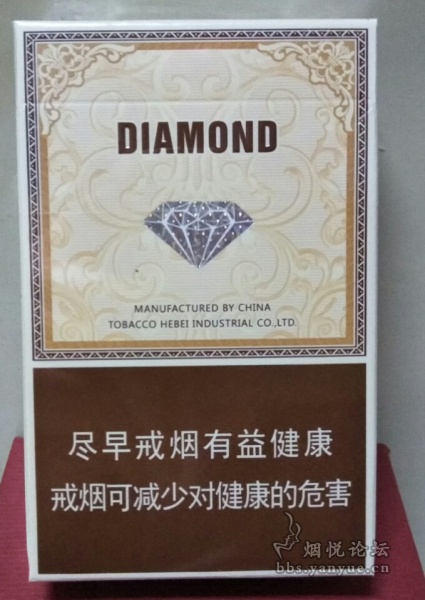 DIAMOND
MANUFACTURED BY CHINA
TOBACCO HEBEI INDUSTRIAL CO.,LTD.
尽早戒烟有益健康
戒烟可减少对健康的危害
烟悦论坛
bbs.yanyue.cn